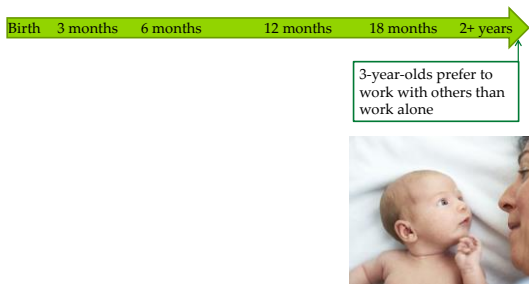 Birth 3 months 6 months 12 months 18 months 2+ years
3-year-olds prefer to
work with others than
work alone